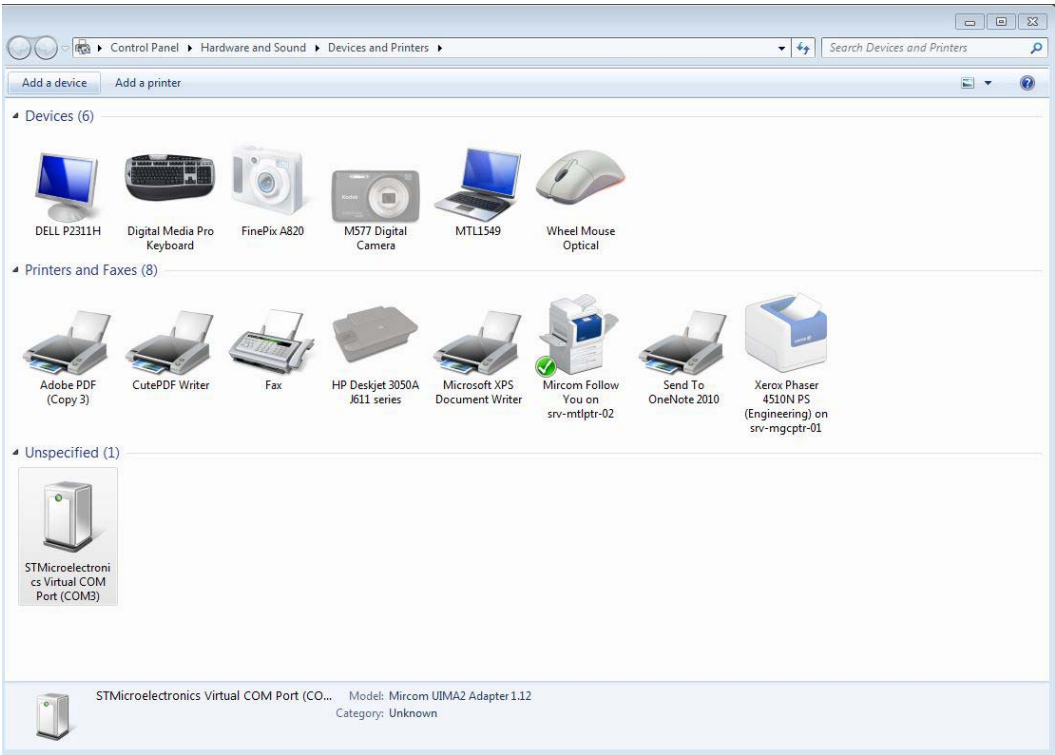 Control Panel ▸ Hardware and Sound ▸ Devices and Printers ▸
Search Devices and Printers
Add a device Add a printer
Devices (6)
DELL P2311H
Digital Media Pro
Keyboard
FinePix A820
M577 Digital
Camera
MTL1549
Wheel Mouse
Optical
Printers and Faxes (8)
Adobe PDF
(Copy 3)
CutePDF Writer
Fax
HP Deskjet 3050A
J611 series
Microsoft XPS
Document Writer
Mircom Follow
You on
srv-mtlptr-02
Send To
OneNote 2010
Xerox Phaser
4510N PS
(Engineering) on
srv-mgcptr-01
Unspecified (1)
STMicroelectroni
cs Virtual COM
Port (COM3)
STMicroelectronics Virtual COM Port (CO... Model: Mircom UIMA2 Adapter1.12
Category: Unknown